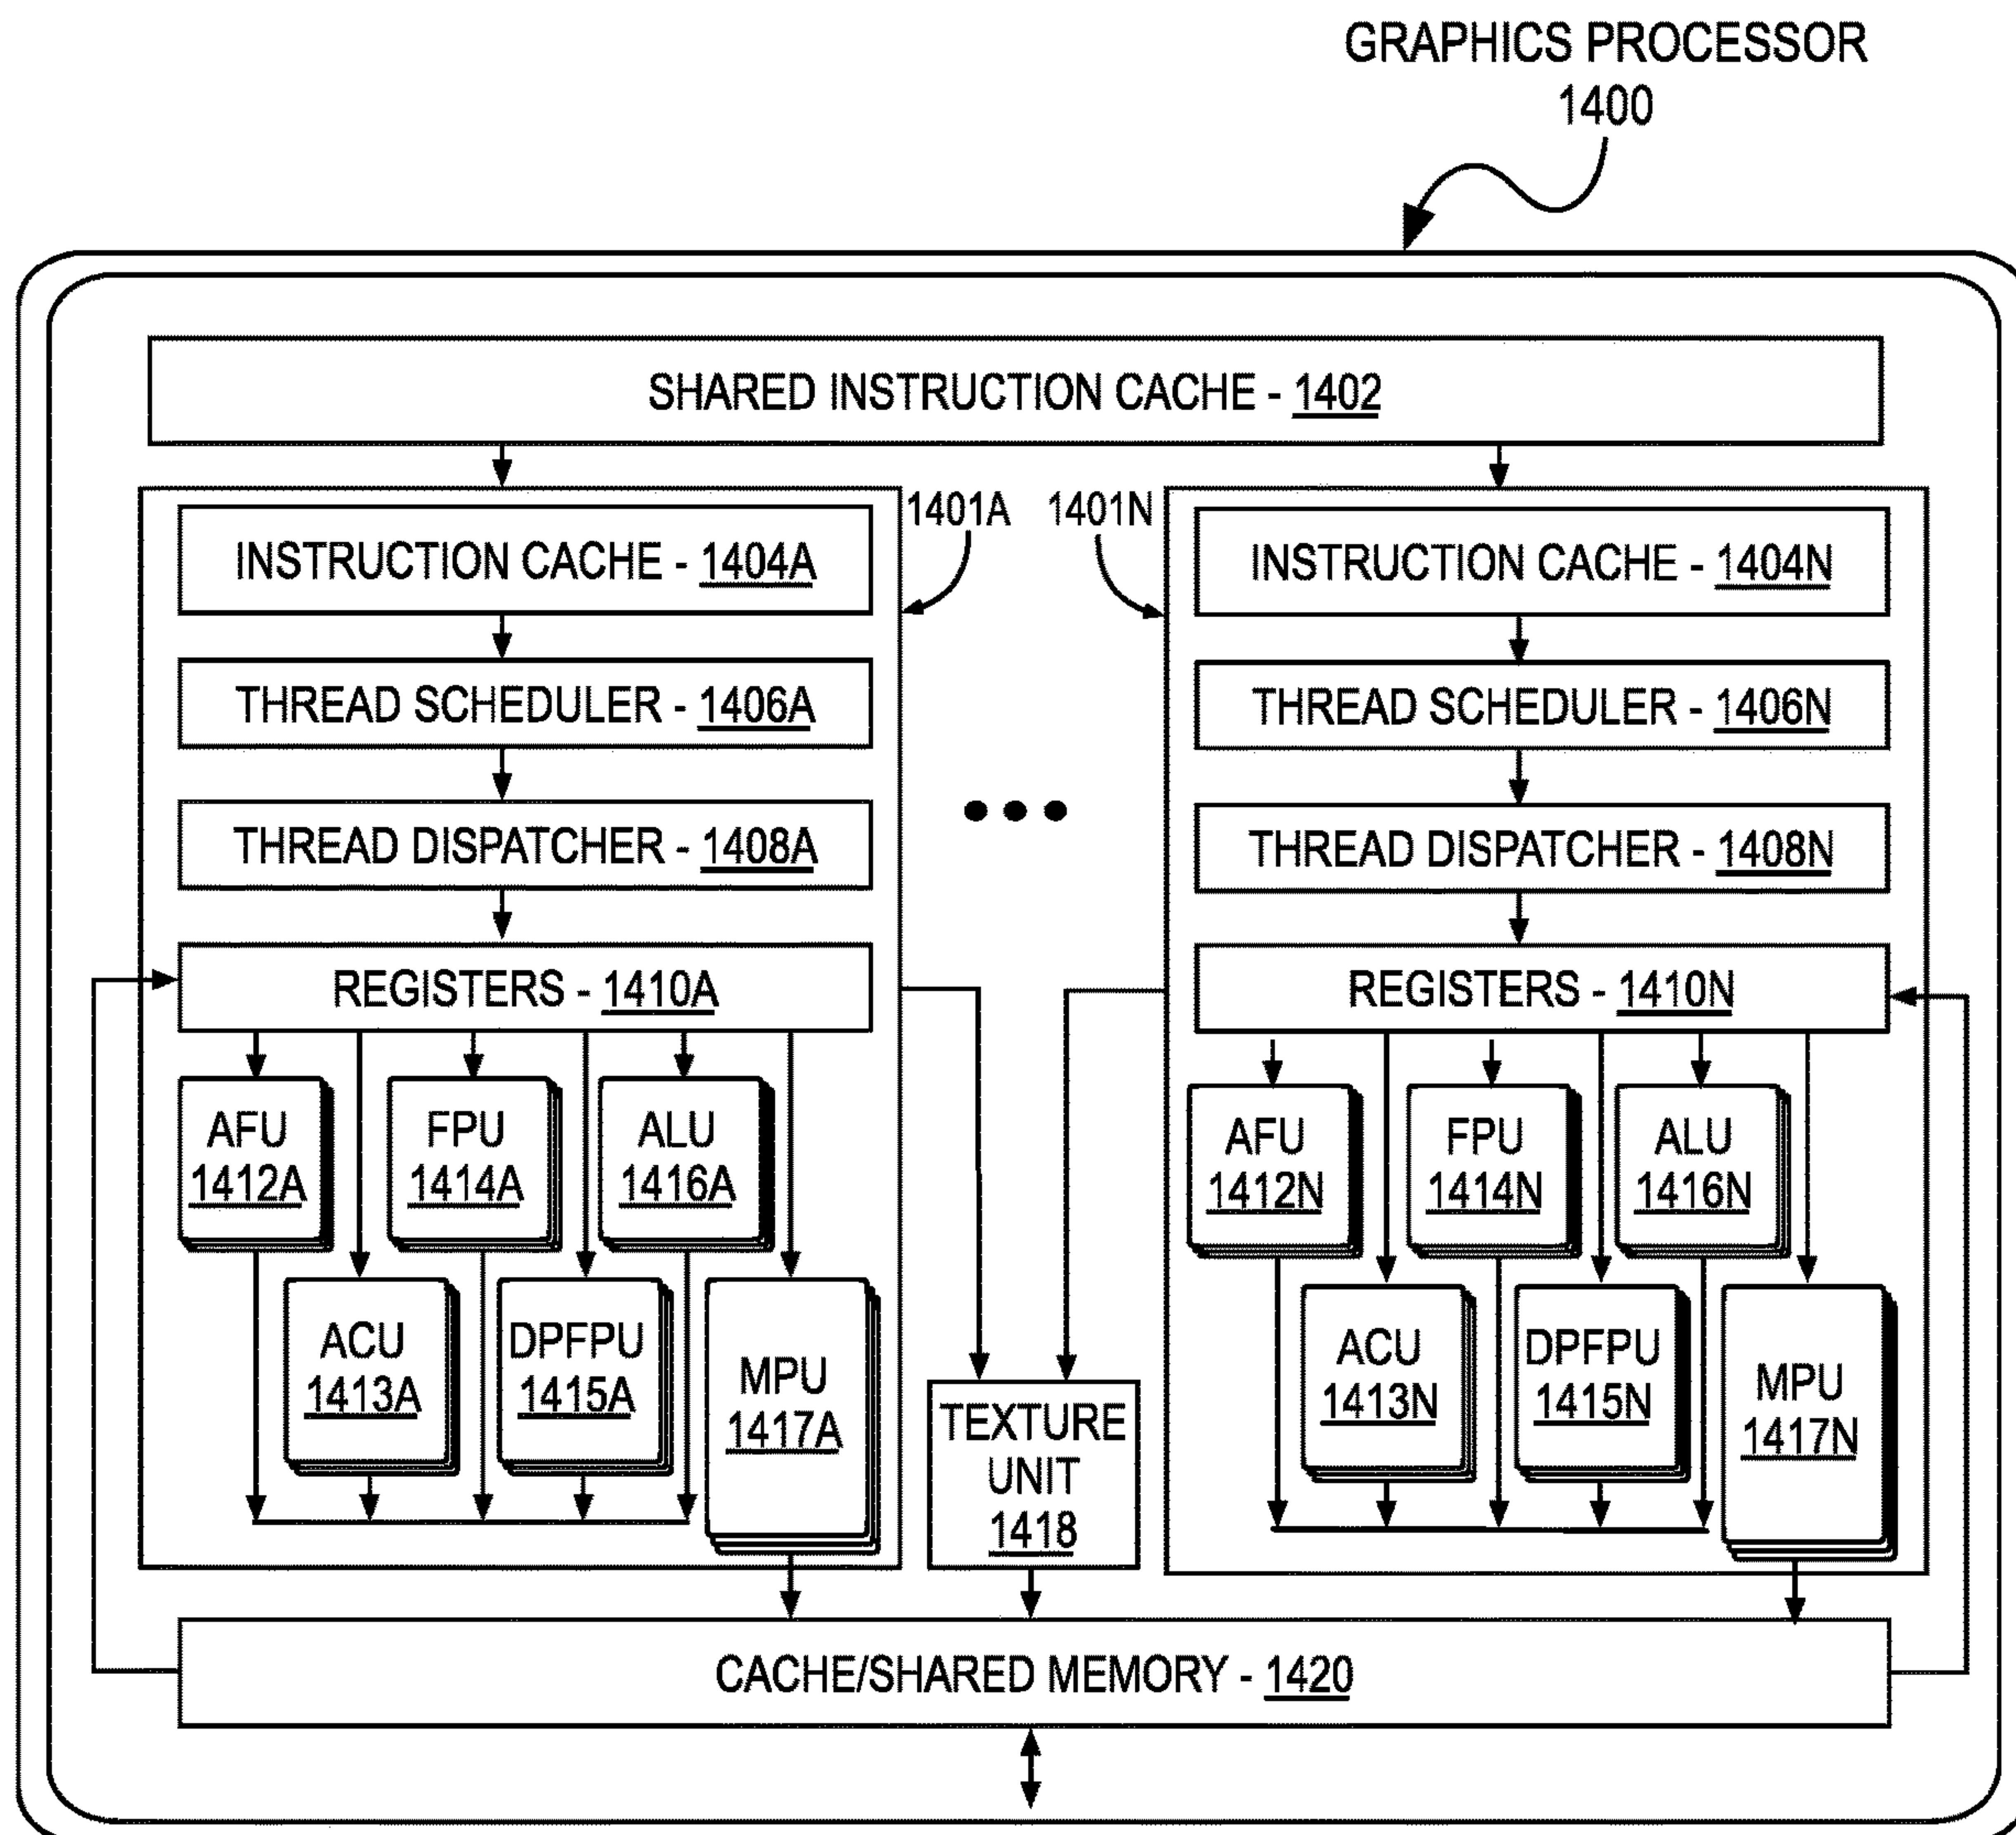 GRAPHICS PROCESSOR
1400
SHARED INSTRUCTION CACHE - 1402
1401A
1401N
INSTRUCTION CACHE - 1404A
THREAD SCHEDULER - 1406A
THREAD DISPATCHER - 1408A
REGISTERS - 1410A
AFU
1412A
FPU
1414A
ALU
1416A
ACU
1413A
DPFPU
1415A
MPU
1417A
TEXTURE
UNIT
1418
INSTRUCTION CACHE - 1404N
THREAD SCHEDULER - 1406N
THREAD DISPATCHER - 1408N
REGISTERS - 1410N
AFU
1412N
FPU
1414N
ALU
1416N
ACU
1413N
DPFPU
1415N
MPU
1417N
CACHE/SHARED MEMORY - 1420